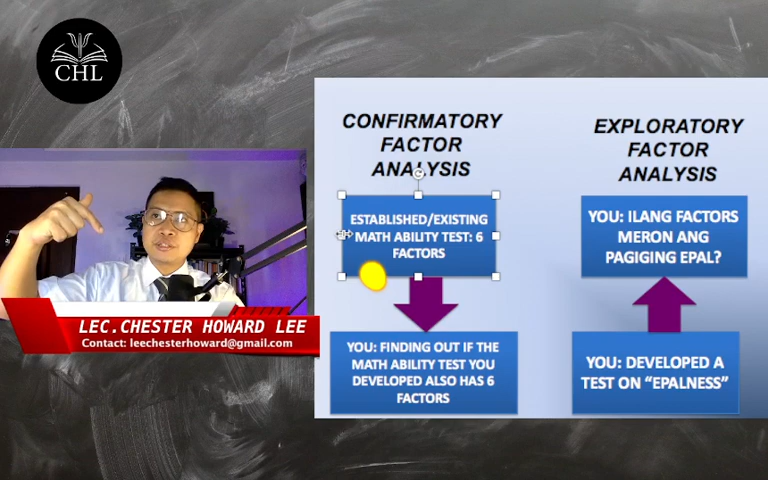 CHL
LEC.CHESTER HOWARD LEE
Contact: leechesterhoward@gmail.com
CONFIRMATORY
FACTOR
ANALYSIS
ESTABLISHED/EXISTING
MATH ABILITY TEST: 6
FACTORS
YOU: FINDING OUT IF THE
MATH ABILITY TEST YOU
DEVELOPED ALSO HAS 6
FACTORS
EXPLORATORY
FACTOR
ANALYSIS
YOU: ILANG FACTORS
MERON ANG
PAGIGING EPAL?
YOU: DEVELOPED A
TEST ON “EPALNESS”